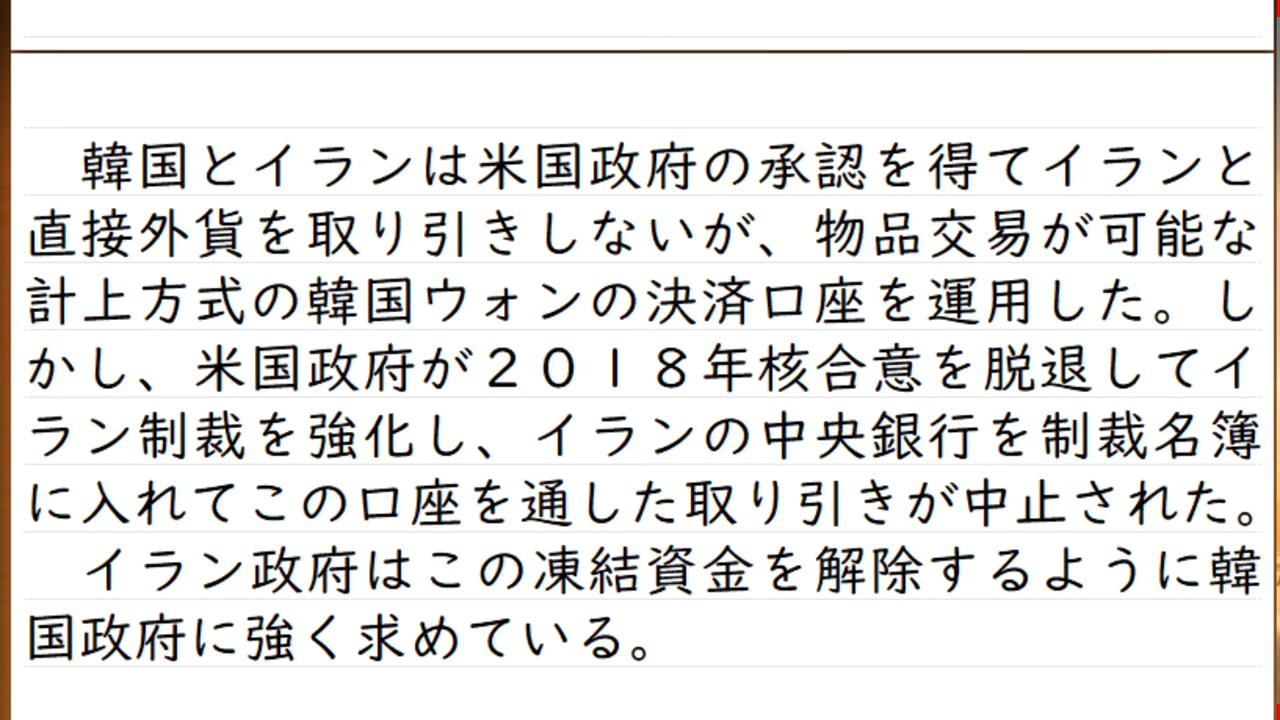 韓国とイランは米国政府の承認を得てイランと
直接外貨を取り引きしないが、物品交易が可能な
計上方式の韓国ウォンの決済口座を運用した。し
かし、米国政府が２０１８年核合意を脱退してイ
ラン制裁を強化し、イランの中央銀行を制裁名簿
に入れてこの口座を通した取り引きが中止された。
イラン政府はこの凍結資金を解除するように韓
国政府に強く求めている。